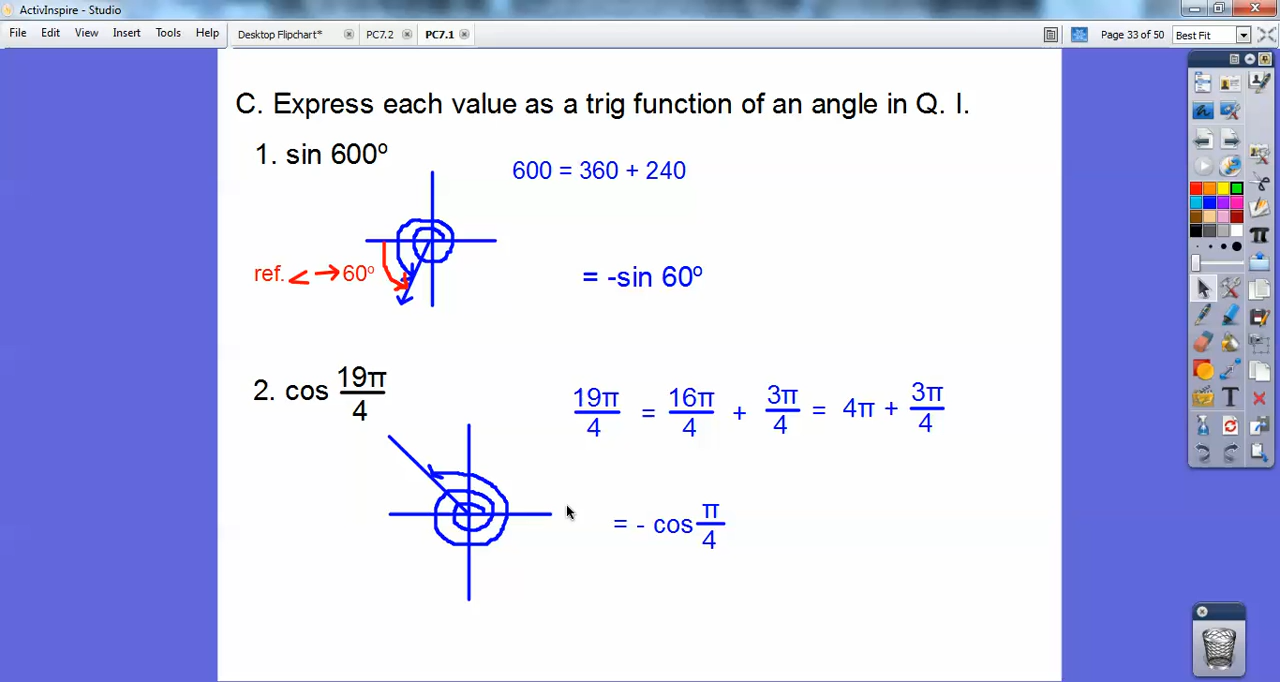 ActivInspire - Studio
File Edit View Insert Tools Help
Desktop Flipchart* PC7.2 PC7.1
Page 33 of 50 Best Fit
C. Express each value as a trig function of an angle in Q. I.
1. sin 600º
600 = 360 + 240
ref. < → 60º
= -sin 60º
2. cos 19π/4
19π/4 = 16π/4 + 3π/4 = 4π + 3π/4
= - cos π/4